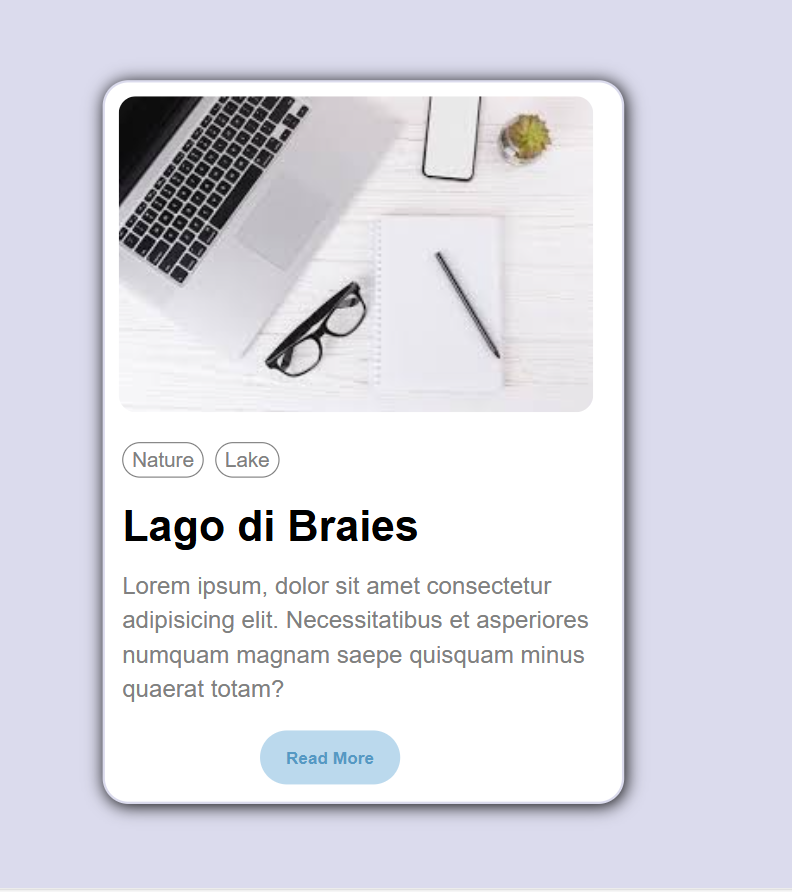 Nature Lake
Lago di Braies
Lorem ipsum, dolor sit amet consectetur
adipisicing elit. Necessitatibus et asperiores
numquam magnam saepe quisquam minus
quaerat totam?
Read More